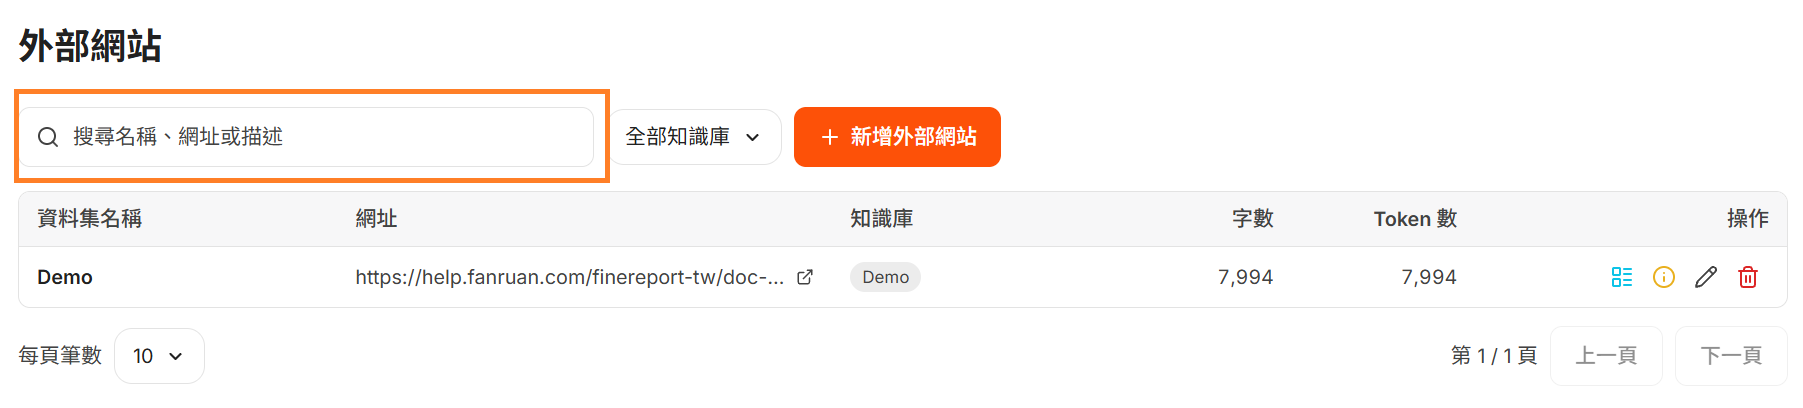 外部網站
搜尋名稱、網址或描述 全部知識庫 新增外部網站
資料集名稱 網址 知識庫 字數 Token 數 操作
Demo https://help.fanruan.com/finereport-tw/doc-... Demo 7,994 7,994
每頁筆數 10 第 1 / 1 頁 上一頁 下一頁